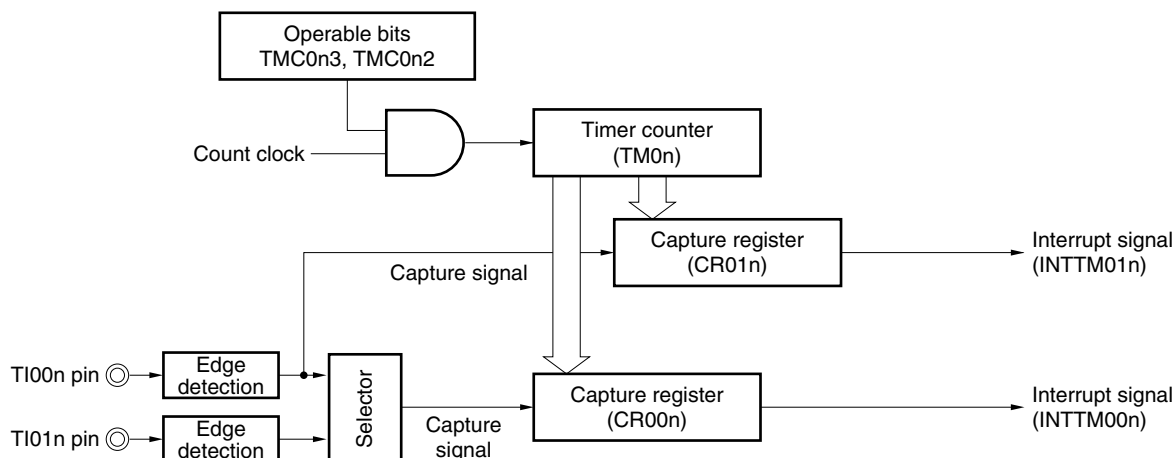 Operable bits
TMC0n3, TMC0n2
Count clock
Timer counter
(TM0n)
Capture register
(CR01n)
Interrupt signal
(INTTM01n)
Capture signal
TI00n pin
Edge
detection
Selector
Capture
signal
Capture register
(CR00n)
Interrupt signal
(INTTM00n)
TI01n pin
Edge
detection